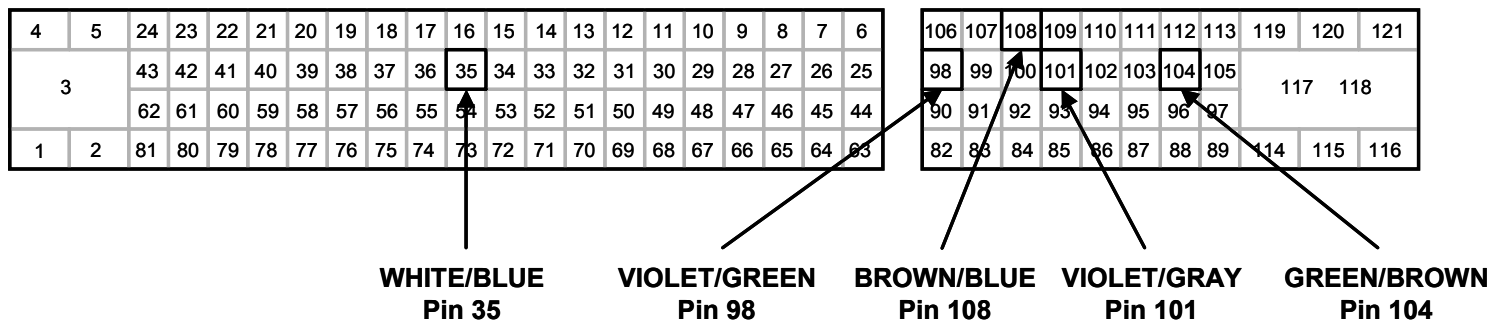 4 5 24 23 22 21 20 19 18 17 16 15 14 13 12 11 10 9 8 7 6 106 107 108 109 110 111 112 113 119 120 121
3 43 42 41 40 39 38 37 36 35 34 33 32 31 30 29 28 27 26 25 98 99 100 101 102 103 104 105 117 118
62 61 60 59 58 57 56 55 54 53 52 51 50 49 48 47 46 45 44 90 91 92 93 94 95 96 97
1 2 81 80 79 78 77 76 75 74 73 72 71 70 69 68 67 66 65 64 63 82 83 84 85 86 87 88 89 114 115 116
WHITE/BLUE VIOLET/GREEN BROWN/BLUE VIOLET/GRAY GREEN/BROWN
Pin 35 Pin 98 Pin 108 Pin 101 Pin 104